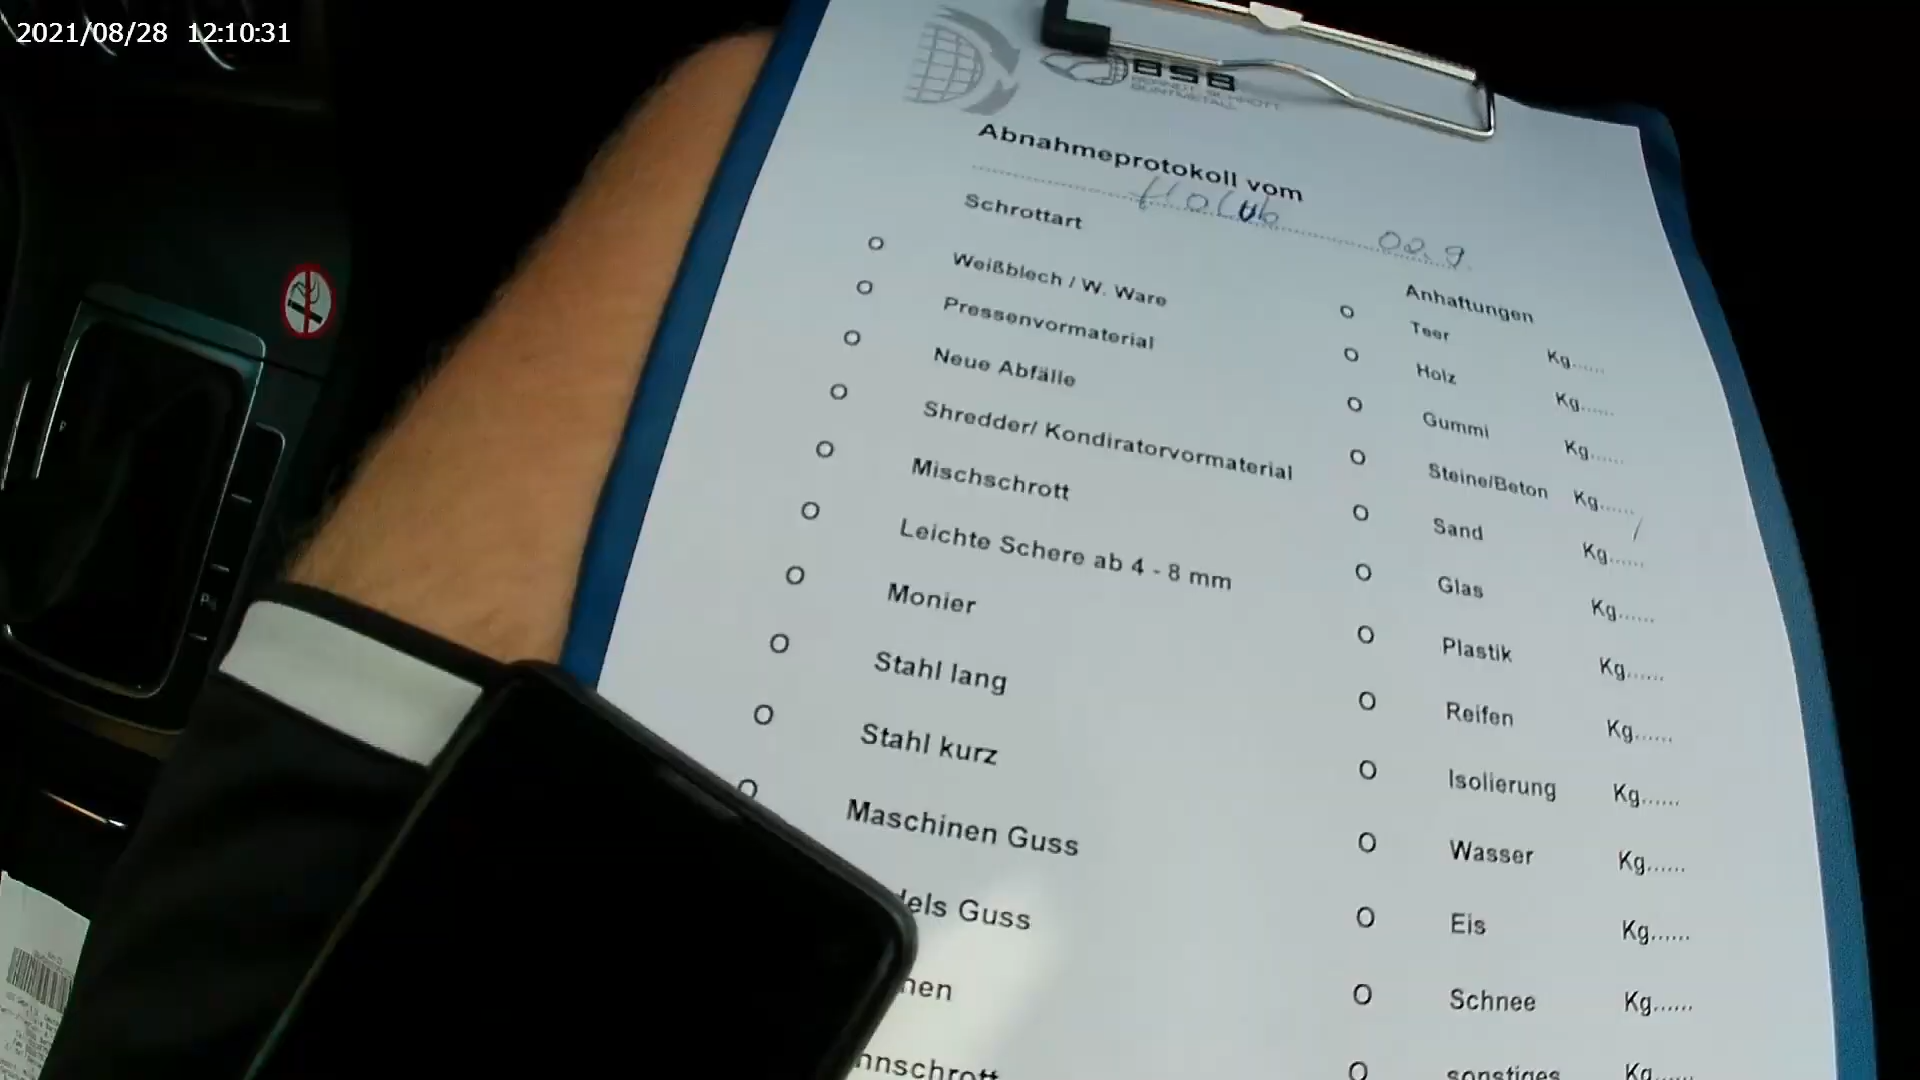 2021/08/28 12:10:31
BSB
BUNTMETALL
Abnahmeprotokoll vom
Holub 02.9.
Schrottart
Anhaftungen
O Weißblech / W. Ware
O Teer Kg......
O Pressenvormaterial
O Holz Kg......
O Neue Abfälle
O Gummi Kg......
O Shredder/ Kondiratorvormaterial
O Steine/Beton Kg......
O Mischschrott
O Sand Kg......
O Leichte Schere ab 4 - 8 mm
O Glas Kg......
O Monier
O Plastik Kg......
O Stahl lang
O Reifen Kg......
O Stahl kurz
O Isolierung Kg......
O Maschinen Guss
O Wasser Kg......
Guss
O Eis Kg......
O Schnee Kg......
O sonstiges Kg